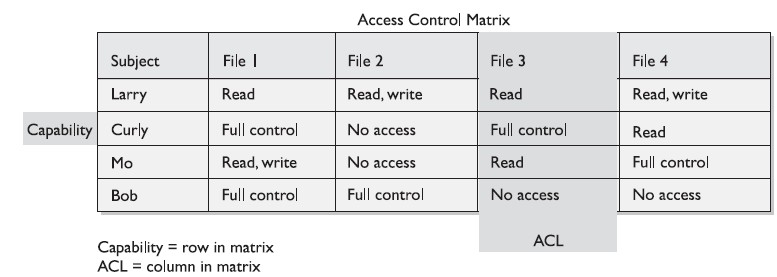 Access Control Matrix
Subject File 1 File 2 File 3 File 4
Larry Read Read, write Read Read, write
Capability Curly Full control No access Full control Read
Mo Read, write No access Read Full control
Bob Full control Full control No access No access
ACL
Capability = row in matrix
ACL = column in matrix